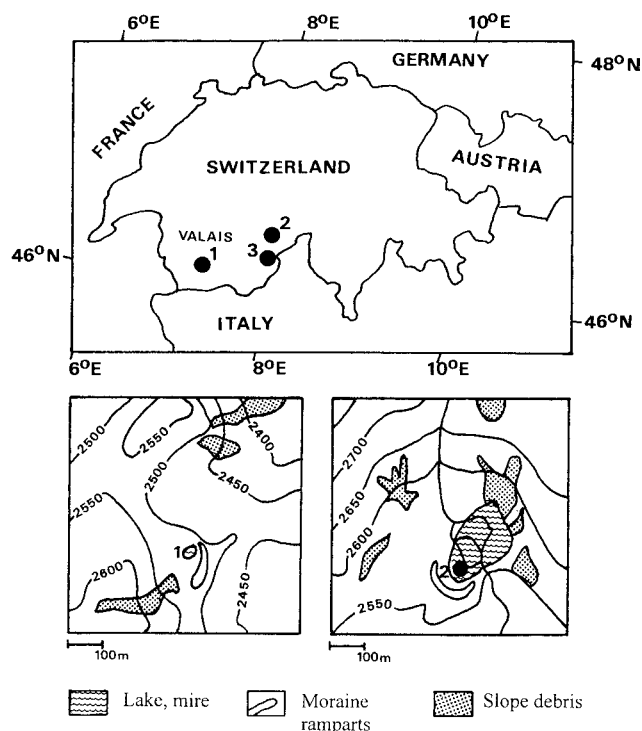 6°E 8°E 10°E
GERMANY
48°N
FRANCE
SWITZERLAND
AUSTRIA
VALAIS
2
1
3
46°N
ITALY
46°N
6°E 8°E 10°E
2500
2550
2400
2500
2450
2550
1
2600
2450
100m
2700
2650
2600
2
2550
100m
Lake, mire
Moraine
ramparts
Slope debris